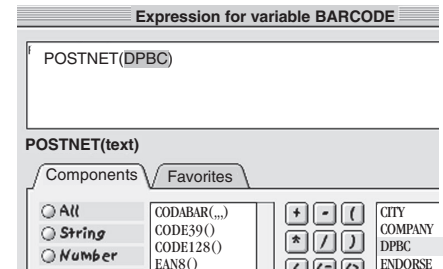 Expression for variable BARCODE
POSTNET(DPBC)
POSTNET(text)
Components Favorites
All
String
Number
CODABAR(,,,)
CODE39()
CODE128()
EAN8()
+ - (
* / )
CITY
COMPANY
DPBC
ENDORSE